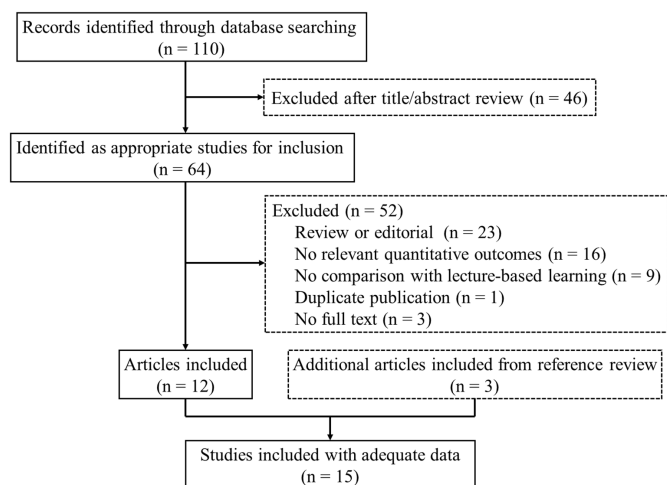 Records identified through database searching
(n = 110)
Excluded after title/abstract review (n = 46)
Identified as appropriate studies for inclusion
(n = 64)
Excluded (n = 52)
Review or editorial (n = 23)
No relevant quantitative outcomes (n = 16)
No comparison with lecture-based learning (n = 9)
Duplicate publication (n = 1)
No full text (n = 3)
Articles included
(n = 12)
Additional articles included from reference review
(n = 3)
Studies included with adequate data
(n = 15)